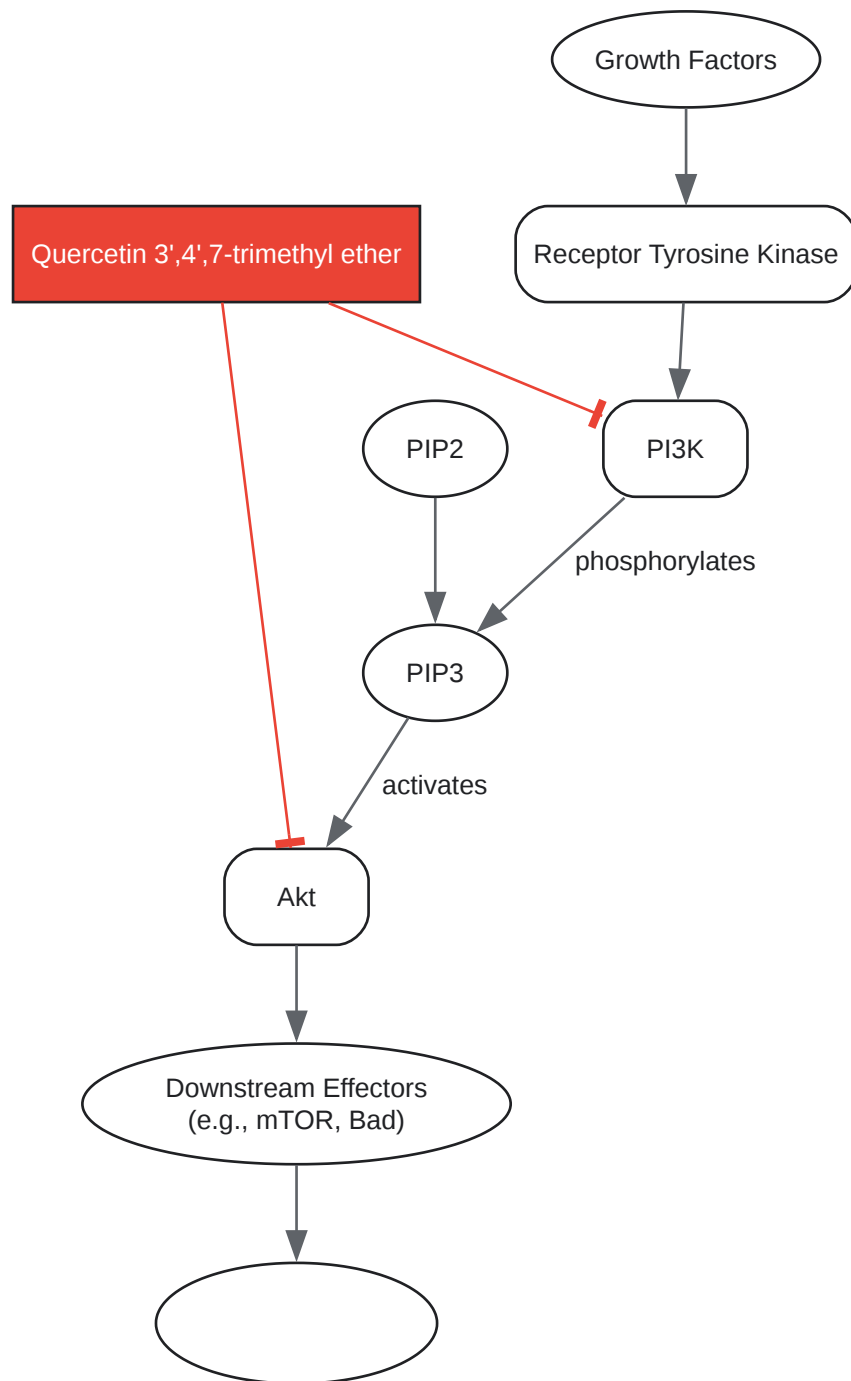 Growth Factors
Quercetin 3',4',7-trimethyl ether
Receptor Tyrosine Kinase
PIP2
PI3K
phosphorylates
PIP3
activates
Akt
Downstream Effectors
(e.g., mTOR, Bad)